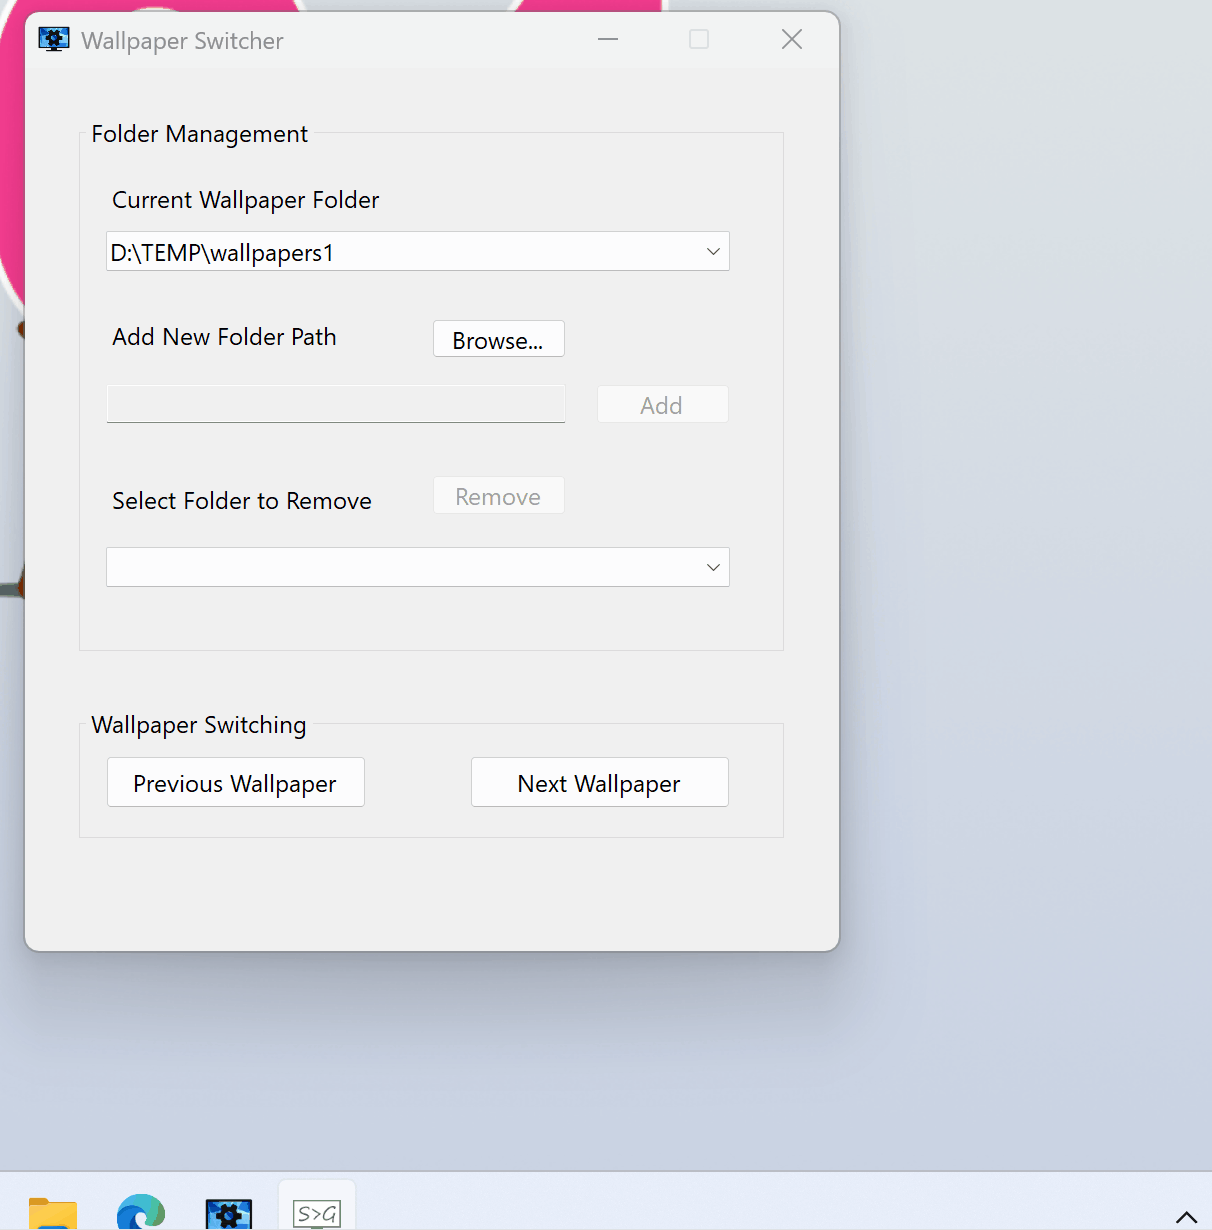 Wallpaper Switcher
Folder Management
Current Wallpaper Folder
D:\TEMP\wallpapers1
Add New Folder Path
Browse...
Add
Select Folder to Remove
Remove
Wallpaper Switching
Previous Wallpaper
Next Wallpaper
S>G